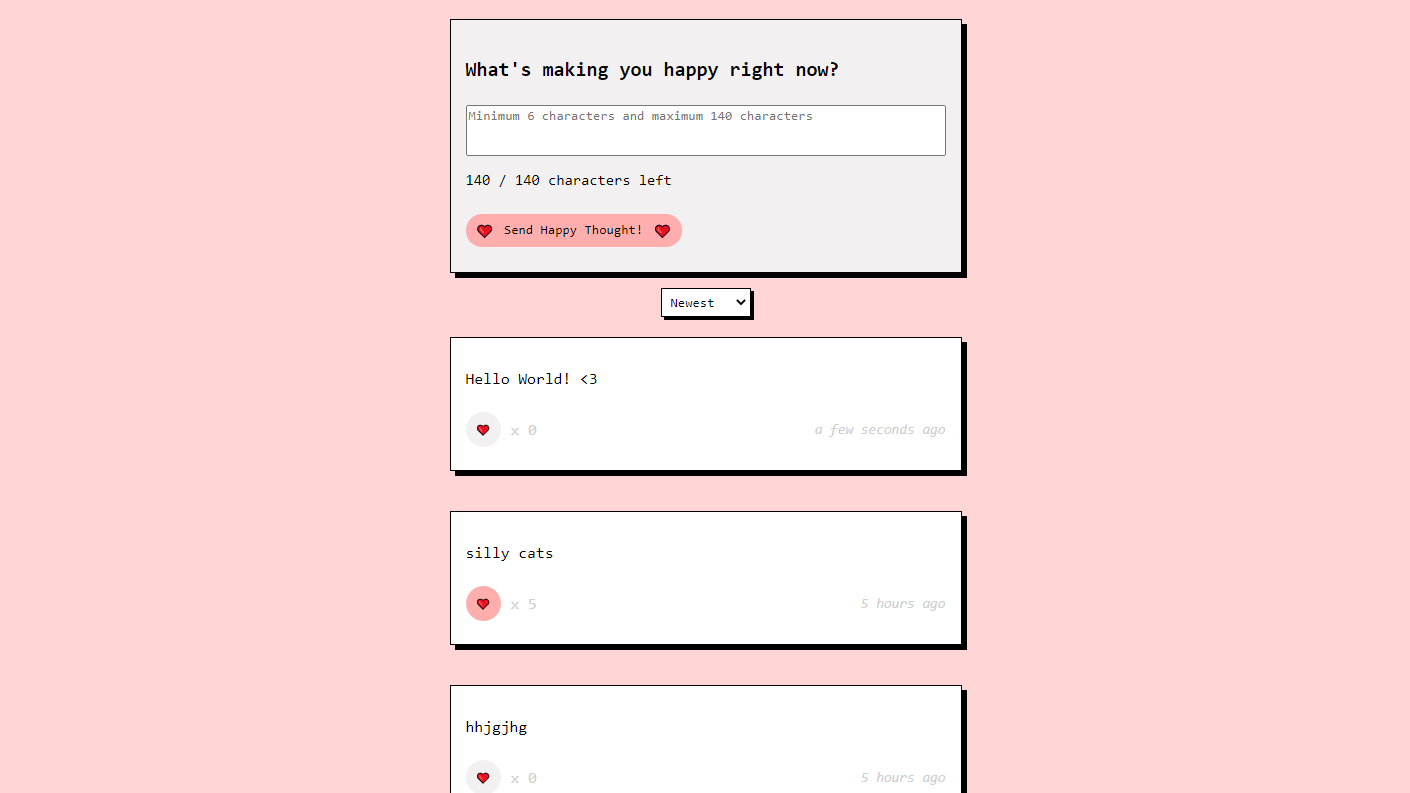 What's making you happy right now?
Minimum 6 characters and maximum 140 characters
140 / 140 characters left
Send Happy Thought!
Newest
Hello World! <3
x 0 a few seconds ago
silly cats
x 5 5 hours ago
hhjgjhg
x 0 5 hours ago